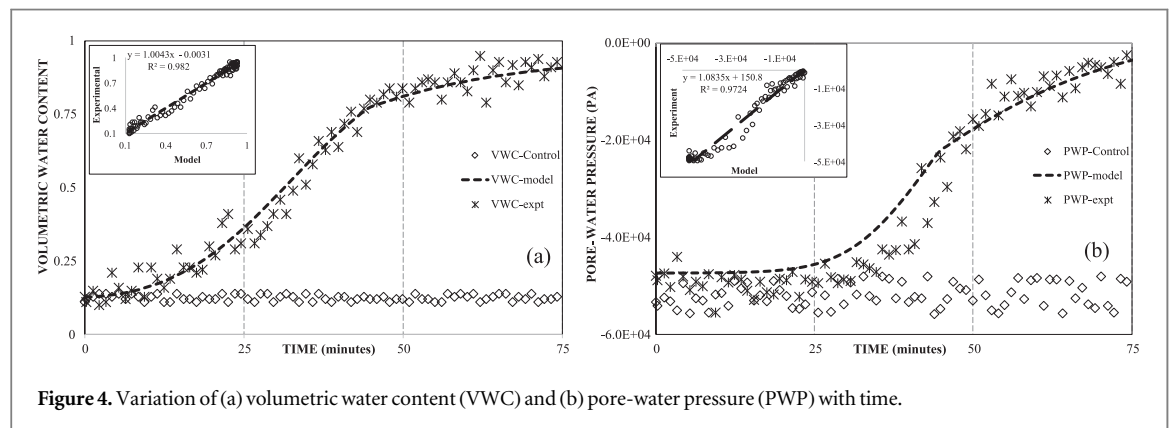 VOLUMETRIC WATER CONTENT
1
0.75
0.5
0.25
0
0
25
50
75
TIME (minutes)
y = 1.0043x - 0.0031
R² = 0.982
Experimental
1
0.7
0.4
0.1
0.1
0.4
0.7
1
Model
VWC-Control
VWC-model
VWC-expt
(a)
PORE-WATER PRESSURE (PA)
0.0E+00
-2.0E+04
-4.0E+04
-6.0E+04
0
25
50
75
TIME (minutes)
-5.E+04
-3.E+04
-1.E+04
y = 1.0835x + 150.8
R² = 0.9724
Experiment
-1.E+04
-3.E+04
-5.E+04
Model
PWP-Control
PWP-model
PWP-expt
(b)
Figure 4. Variation of (a) volumetric water content (VWC) and (b) pore-water pressure (PWP) with time.